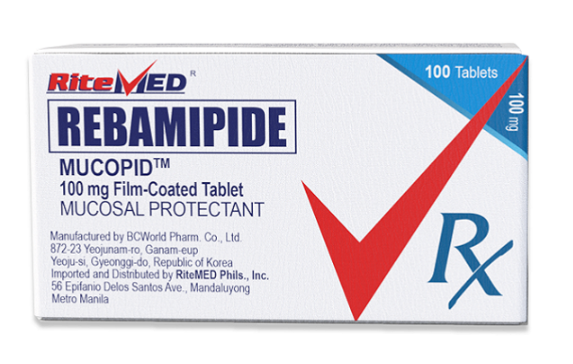 RiteMED®
REBAMIPIDE
MUCOPID™
100 mg Film-Coated Tablet
MUCOSAL PROTECTANT
Manufactured by BCWorld Pharm. Co., Ltd.
872-23 Yeojunam-ro, Ganam-eup
Yeoju-si, Gyeonggi-do, Republic of Korea
Imported and Distributed by RiteMED Phils., Inc.
56 Epifanio Delos Santos Ave., Mandaluyong
Metro Manila
100 Tablets
100 mg
Rx